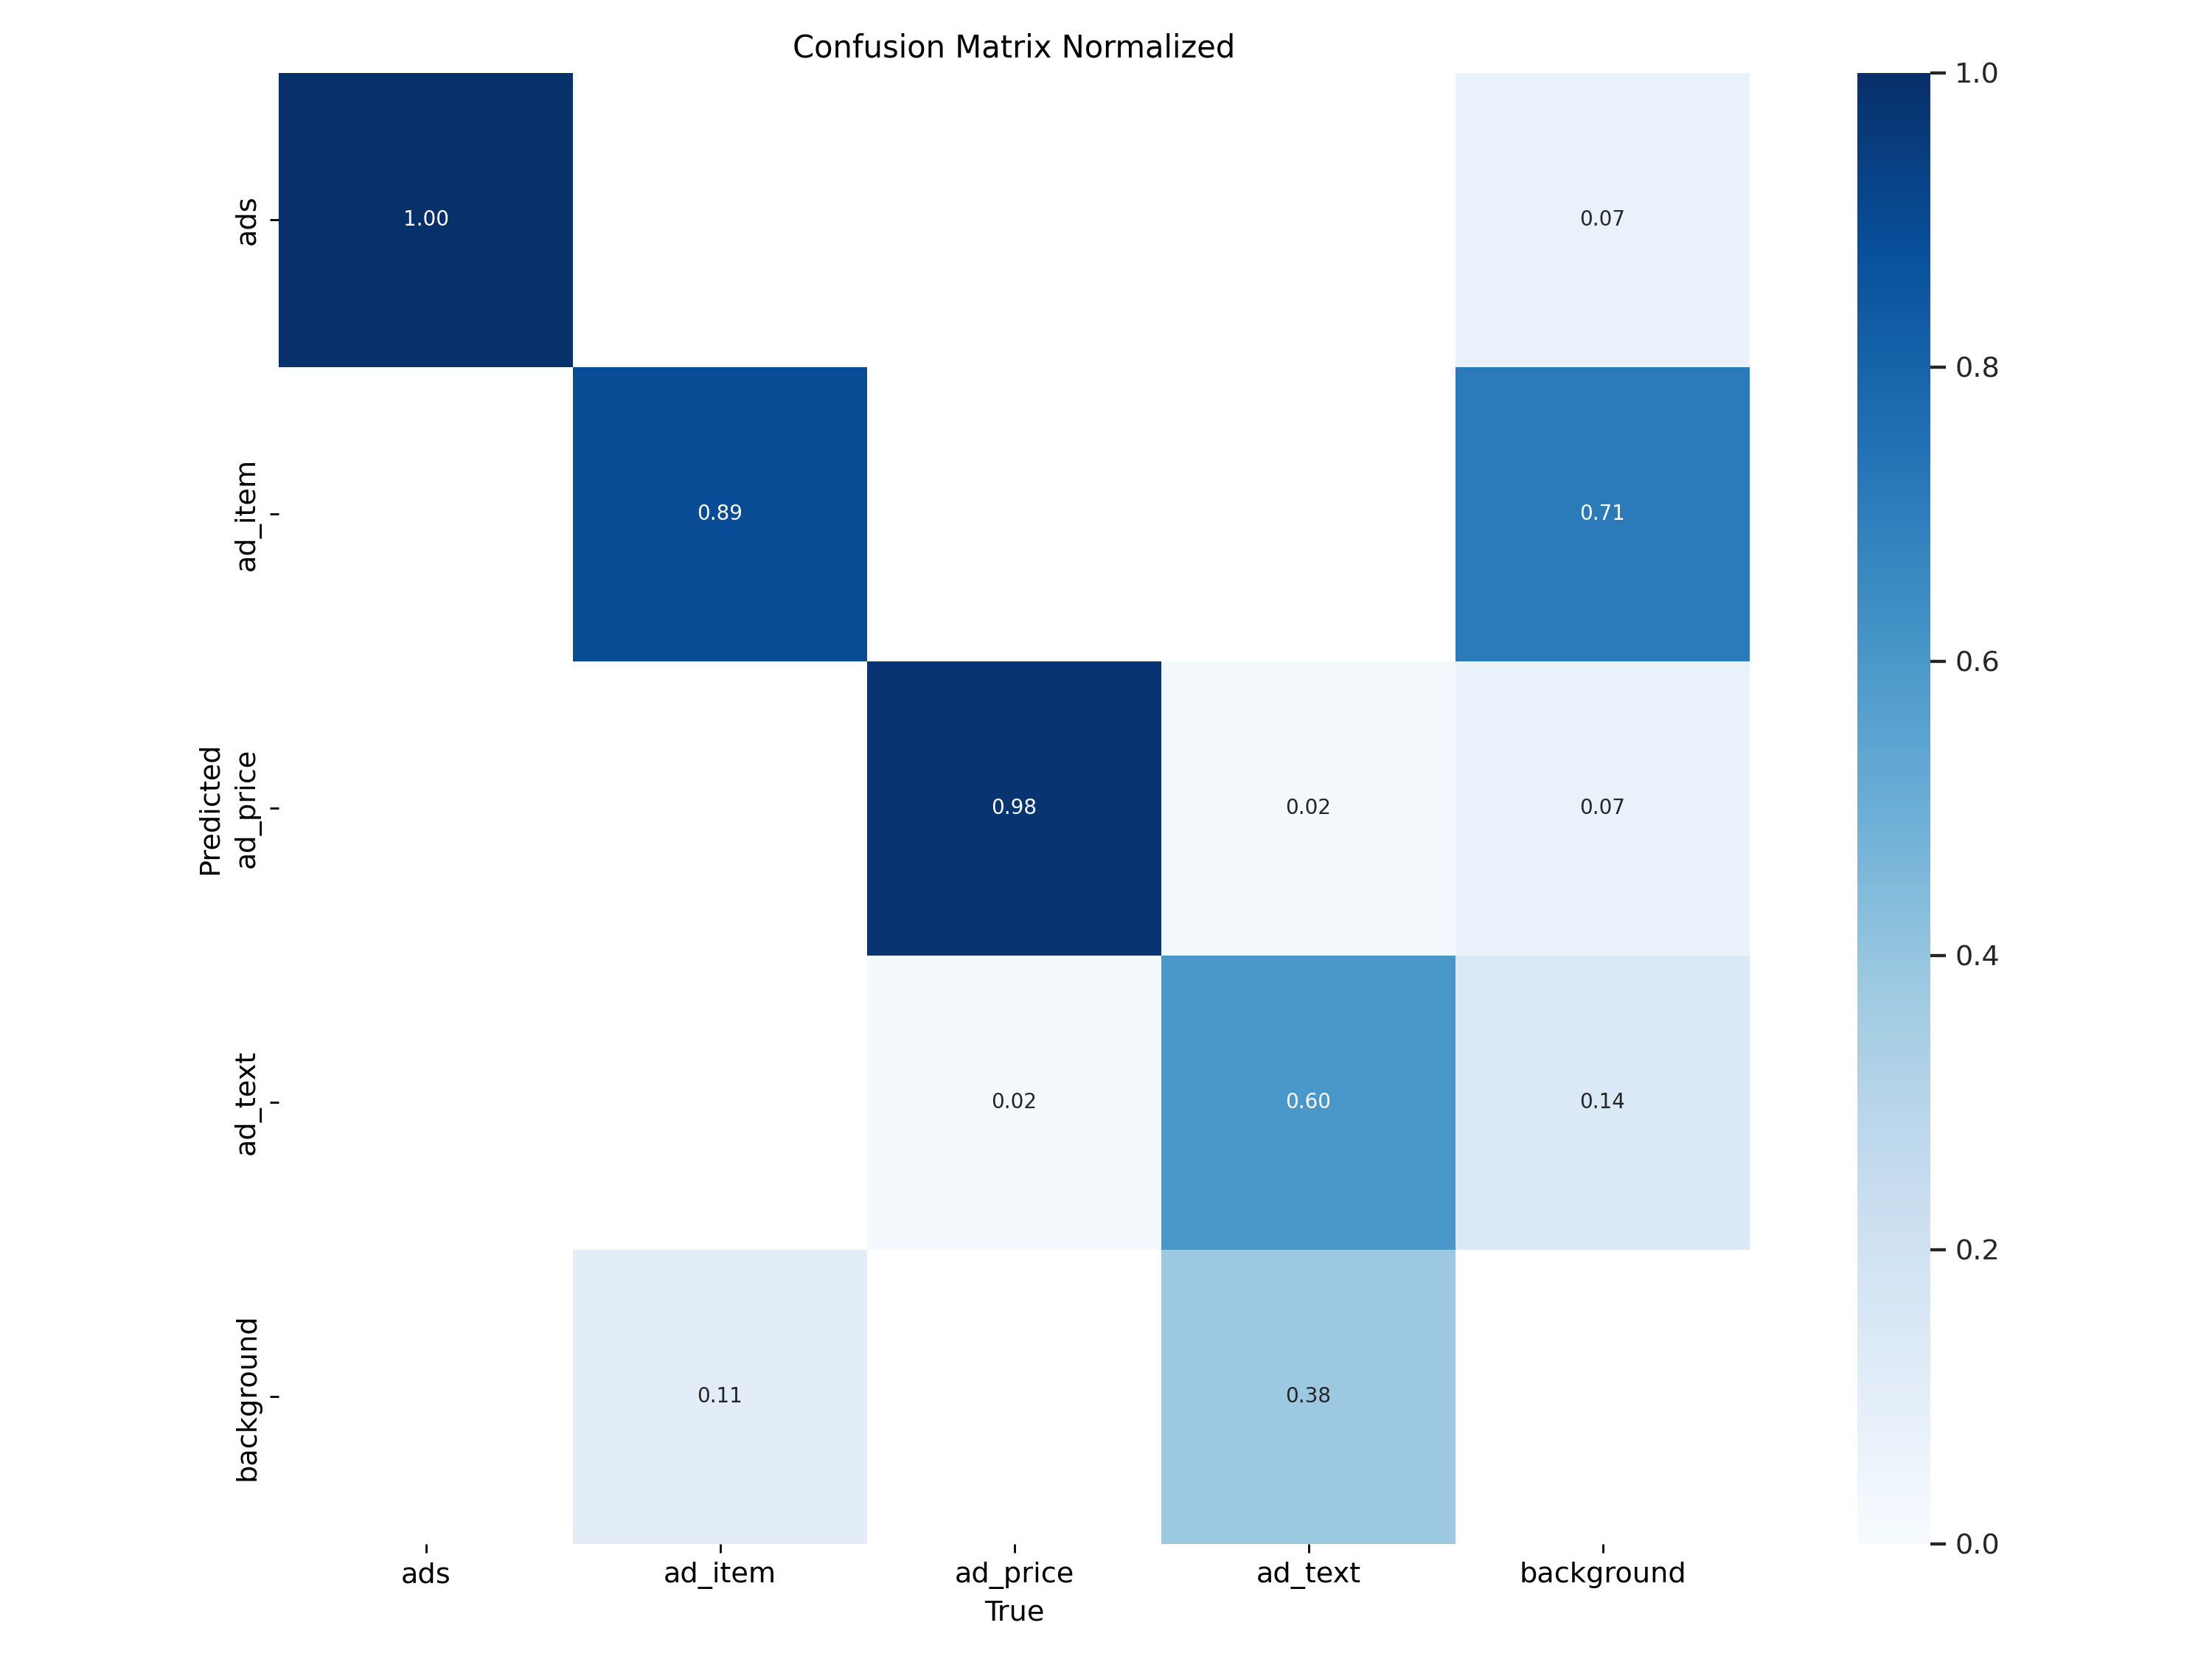 Confusion Matrix Normalized
1.0
ads
1.00
0.07
0.8
ad_item
0.89
0.71
0.6
Predicted
ad_price
0.98
0.02
0.07
0.4
ad_text
0.02
0.60
0.14
0.2
background
0.11
0.38
0.0
ads
ad_item
ad_price
ad_text
background
True